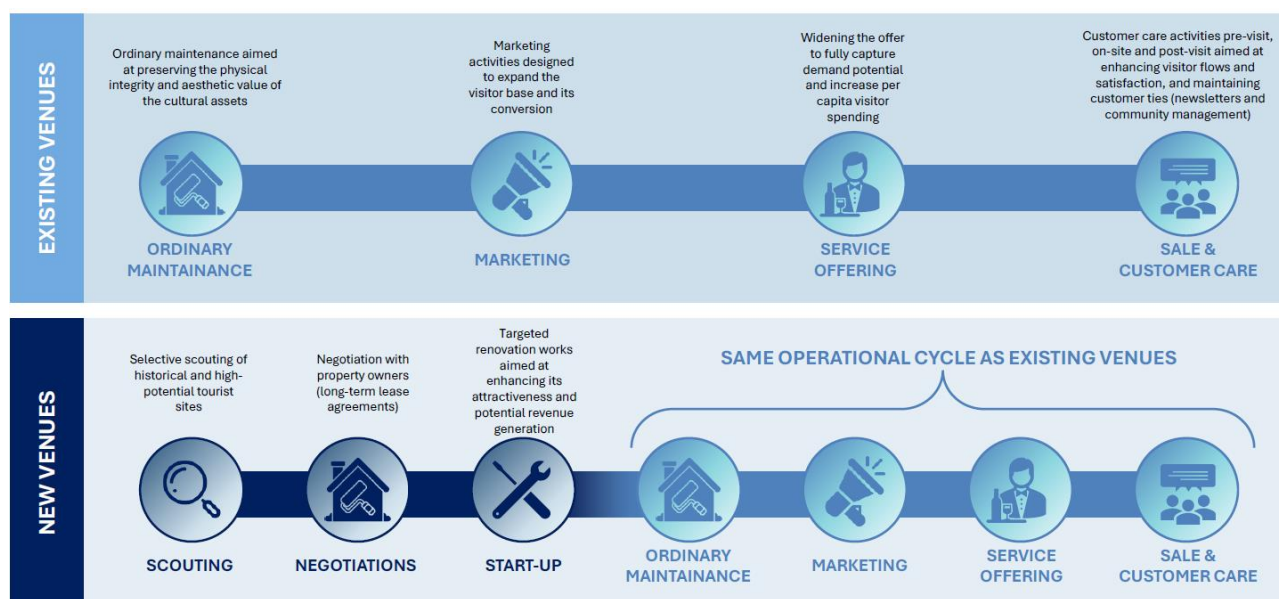 EXISTING VENUES
Ordinary maintenance aimed
at preserving the physical
integrity and aesthetic value of
the cultural assets
ORDINARY
MAINTAINANCE
Marketing
activities designed
to expand the
visitor base and its
conversion
MARKETING
Widening the offer
to fully capture
demand potential
and increase per
capita visitor
spending
SERVICE
OFFERING
Customer care activities pre-visit,
on-site and post-visit aimed at
enhancing visitor flows and
satisfaction, and maintaining
customer ties (newsletters and
community management)
SALE &
CUSTOMER CARE
NEW VENUES
Selective scouting of
historical and high-
potential tourist
sites
SCOUTING
Negotiation with
property owners
(long-term lease
agreements)
NEGOTIATIONS
Targeted
renovation works
aimed at
enhancing its
attractiveness and
potential revenue
generation
START-UP
SAME OPERATIONAL CYCLE AS EXISTING VENUES
ORDINARY
MAINTAINANCE
MARKETING
SERVICE
OFFERING
SALE &
CUSTOMER CARE